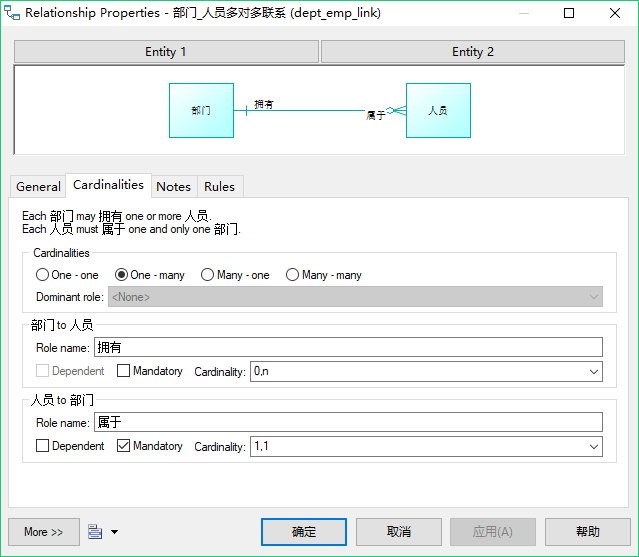 Relationship Properties - 部门_人员多对多联系 (dept_emp_link)
Entity 1 Entity 2
部门 拥有 属于 人员
General Cardinalities Notes Rules
Each 部门 may 拥有 one or more 人员.
Each 人员 must 属于 one and only one 部门.
Cardinalities
One - one One - many Many - one Many - many
Dominant role: <None>
部门 to 人员
Role name: 拥有
Dependent Mandatory Cardinality: 0,n
人员 to 部门
Role name: 属于
Dependent Mandatory Cardinality: 1,1
More >> 确定 取消 应用(A) 帮助